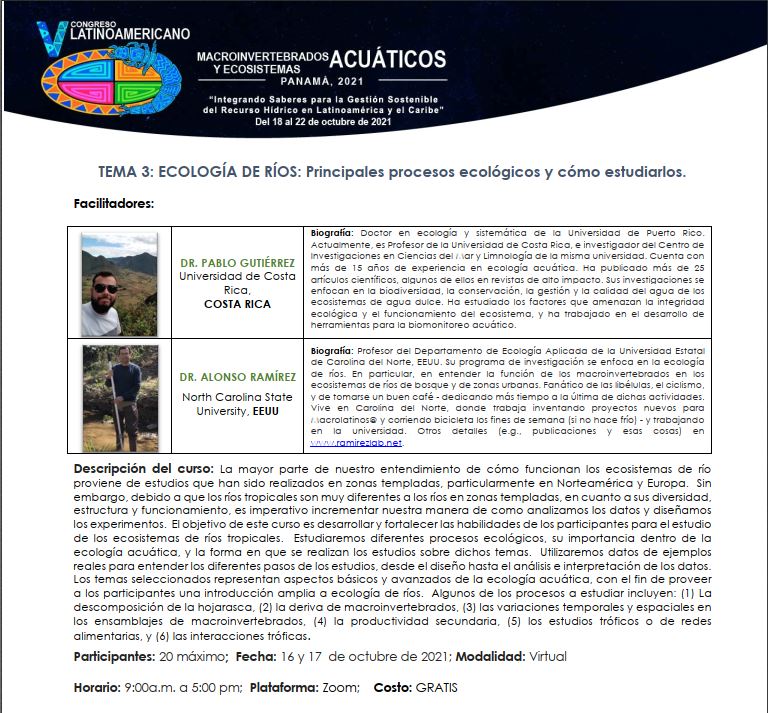 V CONGRESO
LATINOAMERICANO
MACROINVERTEBRADOS
Y ECOSISTEMAS
ACUÁTICOS
PANAMÁ, 2021
“Integrando Saberes para la Gestión Sostenible
del Recurso Hídrico en Latinoamérica y el Caribe”
Del 18 al 22 de octubre de 2021
TEMA 3: ECOLOGÍA DE RÍOS: Principales procesos ecológicos y cómo estudiarlos.
Facilitadores:
DR. PABLO GUTIÉRREZ
Universidad de Costa
Rica,
COSTA RICA
Biografía: Doctor en ecología y sistemática de la Universidad de Puerto Rico.
Actualmente, es Profesor de la Universidad de Costa Rica, e investigador del Centro de
Investigaciones en Ciencias del Mar y Limnología de la misma universidad. Cuenta con
más de 15 años de experiencia en ecología acuática. Ha publicado más de 25
artículos científicos, algunos de ellos en revistas de alto impacto. Sus investigaciones se
enfocan en la biodiversidad, la conservación, la gestión y la calidad del agua de los
ecosistemas de agua dulce. Ha estudiado los factores que amenazan la integridad
ecológica y el funcionamiento del ecosistema, y ha trabajado en el desarrollo de
herramientas para la biomonitoreo acuático.
DR. ALONSO RAMÍREZ
North Carolina State
University, EEUU
Biografía: Profesor del Departamento de Ecología Aplicada de la Universidad Estatal
de Carolina del Norte, EEUU. Su programa de investigación se enfoca en la ecología
de ríos. En particular, en entender la función de los macroinvertebrados en los
ecosistemas de ríos de bosque y de zonas urbanas. Fanático de las libélulas, el ciclismo,
y de tomarse un buen café - dedicando más tiempo a la última de dichas actividades.
Vive en Carolina del Norte, donde trabaja inventando proyectos nuevos para
Macrolatinos@ y corriendo bicicleta los fines de semana (si no hace frío) - y trabajando
en la universidad. Otros detalles (e.g., publicaciones y esas cosas) en
www.ramirezlab.net.
Descripción del curso: La mayor parte de nuestro entendimiento de cómo funcionan los ecosistemas de río
proviene de estudios que han sido realizados en zonas templadas, particularmente en Norteamérica y Europa. Sin
embargo, debido a que los ríos tropicales son muy diferentes a los ríos en zonas templadas, en cuanto a sus diversidad,
estructura y funcionamiento, es imperativo incrementar nuestra manera de como analizamos los datos y diseñamos
los experimentos. El objetivo de este curso es desarrollar y fortalecer las habilidades de los participantes para el estudio
de los ecosistemas de ríos tropicales. Estudiaremos diferentes procesos ecológicos, su importancia dentro de la
ecología acuática, y la forma en que se realizan los estudios sobre dichos temas. Utilizaremos datos de ejemplos
reales para entender los diferentes pasos de los estudios, desde el diseño hasta el análisis e interpretación de los datos.
Los temas seleccionados representan aspectos básicos y avanzados de la ecología acuática, con el fin de proveer
a los participantes una introducción amplia a ecología de ríos. Algunos de los procesos a estudiar incluyen: (1) La
descomposición de la hojarasca, (2) la deriva de macroinvertebrados, (3) las variaciones temporales y espaciales en
los ensamblajes de macroinvertebrados, (4) la productividad secundaria, (5) los estudios tróficos o de redes
alimentarias, y (6) las interacciones tróficas.
Participantes: 20 máximo; Fecha: 16 y 17 de octubre de 2021; Modalidad: Virtual
Horario: 9:00a.m. a 5:00 pm; Plataforma: Zoom; Costo: GRATIS